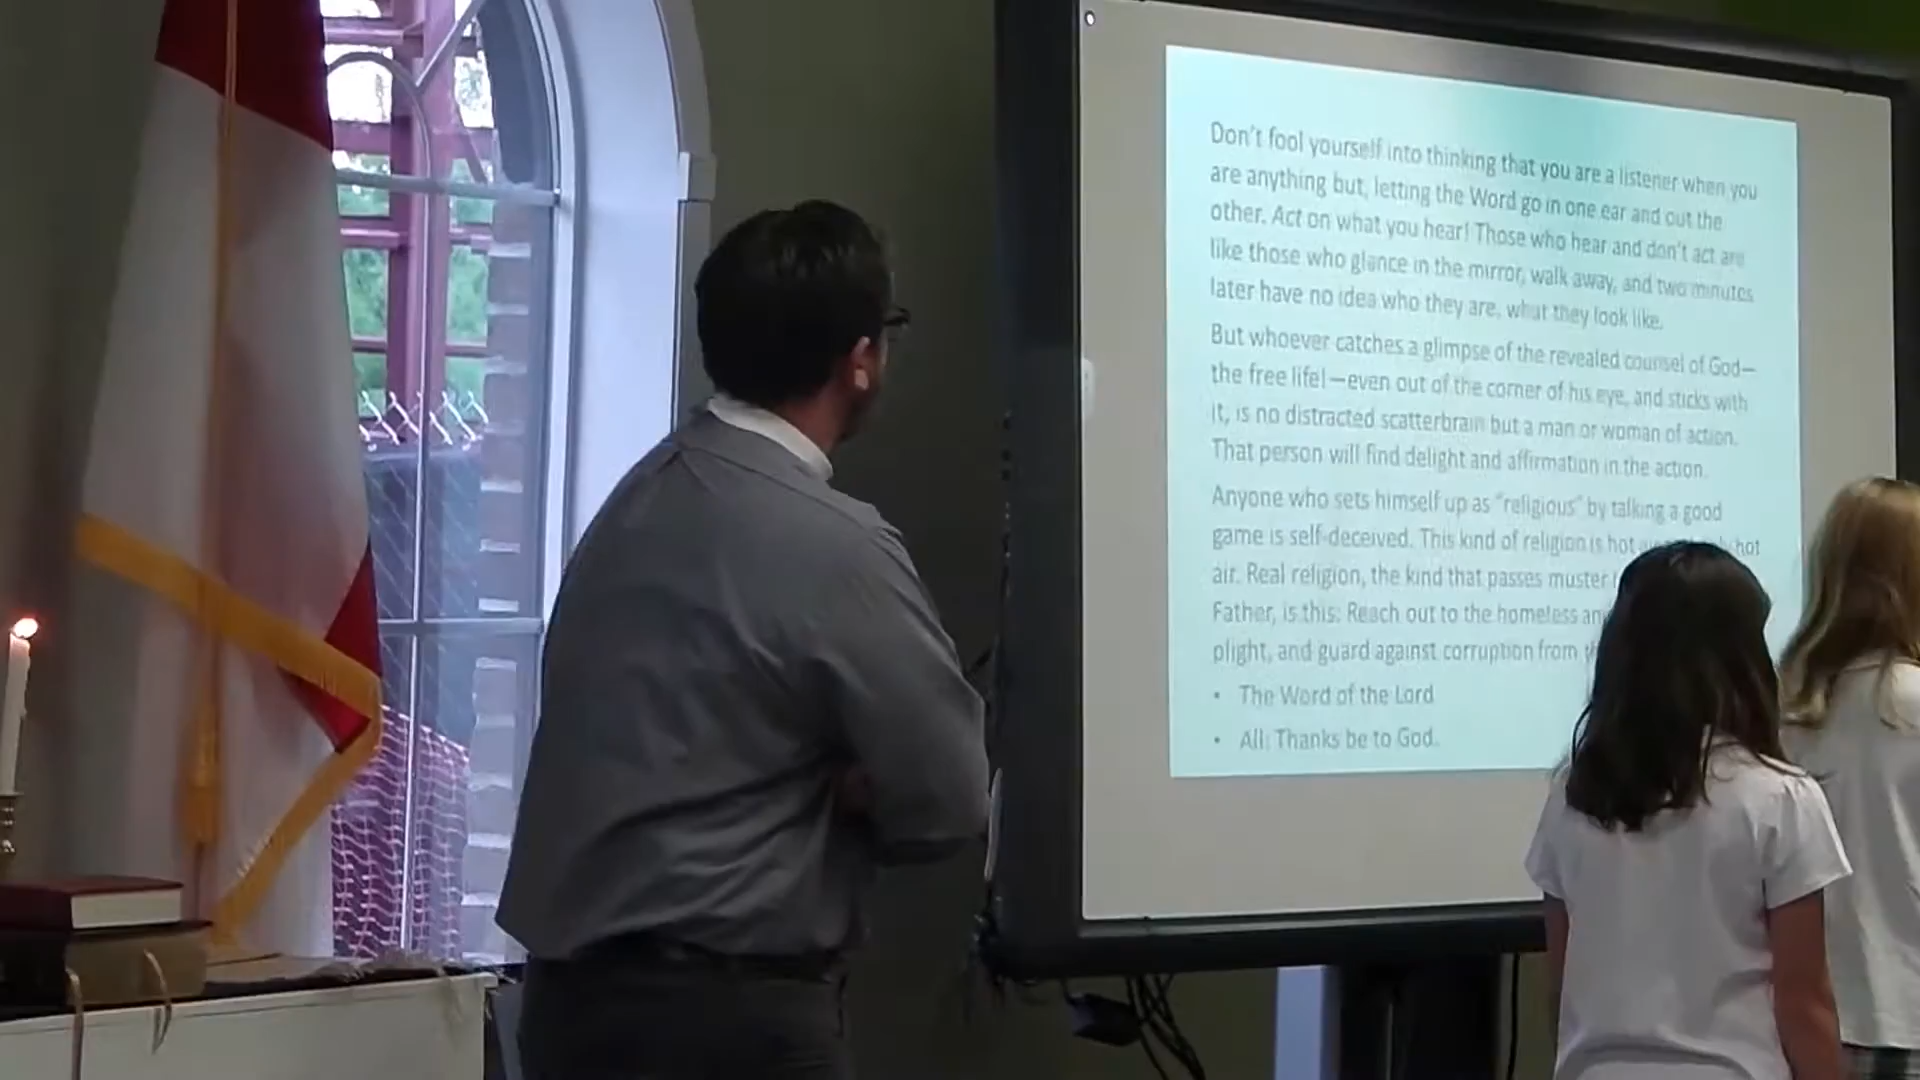 Don't fool yourself into thinking that you are a listener when you
are anything but, letting the Word go in one ear and out the
other. Act on what you hear! Those who hear and don't act are
like those who glance in the mirror, walk away, and two minutes
later have no idea who they are, what they look like.
But whoever catches a glimpse of the revealed counsel of God—
the free life!—even out of the corner of his eye, and sticks with
it, is no distracted scatterbrain but a man or woman of action.
That person will find delight and affirmation in the action.
Anyone who sets himself up as "religious" by talking a good
game is self-deceived. This kind of religion is hot hot
air. Real religion, the kind that passes muster
Father, is this: Reach out to the homeless
plight, and guard against corruption from
• The Word of the Lord
• All: Thanks be to God.